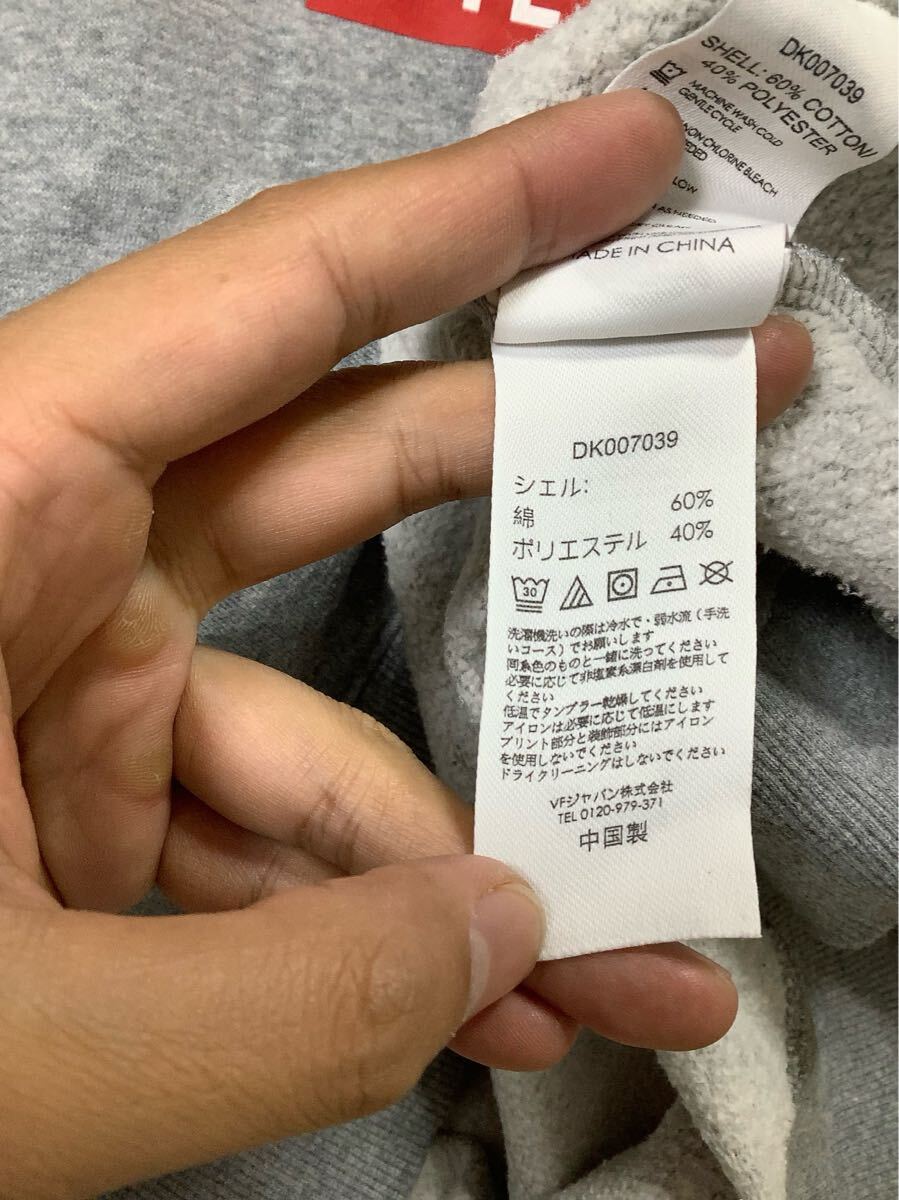 DK007039
SHELL: 60% COTTON/
40% POLYESTER
MACHINE WASH COLD
GENTLE CYCLE
NON CHLORINE BLEACH
LOW
AS NEEDED
MADE IN CHINA
DK007039
シェル:
綿 60%
ポリエステル 40%
30
洗濯機洗いの際は冷水で・弱水流(手洗
いコース)でお願いします
同系色のものと一緒に洗ってください
必要に応じて非塩素系漂白剤を使用して
ください
低温でタンブラー乾燥してください
アイロンは必要に応じて低温にします
プリント部分と装飾部分にはアイロン
を使用しないでください
ドライクリーニングはしないでください
VFジャパン株式会社
TEL 0120-979-371
中国製